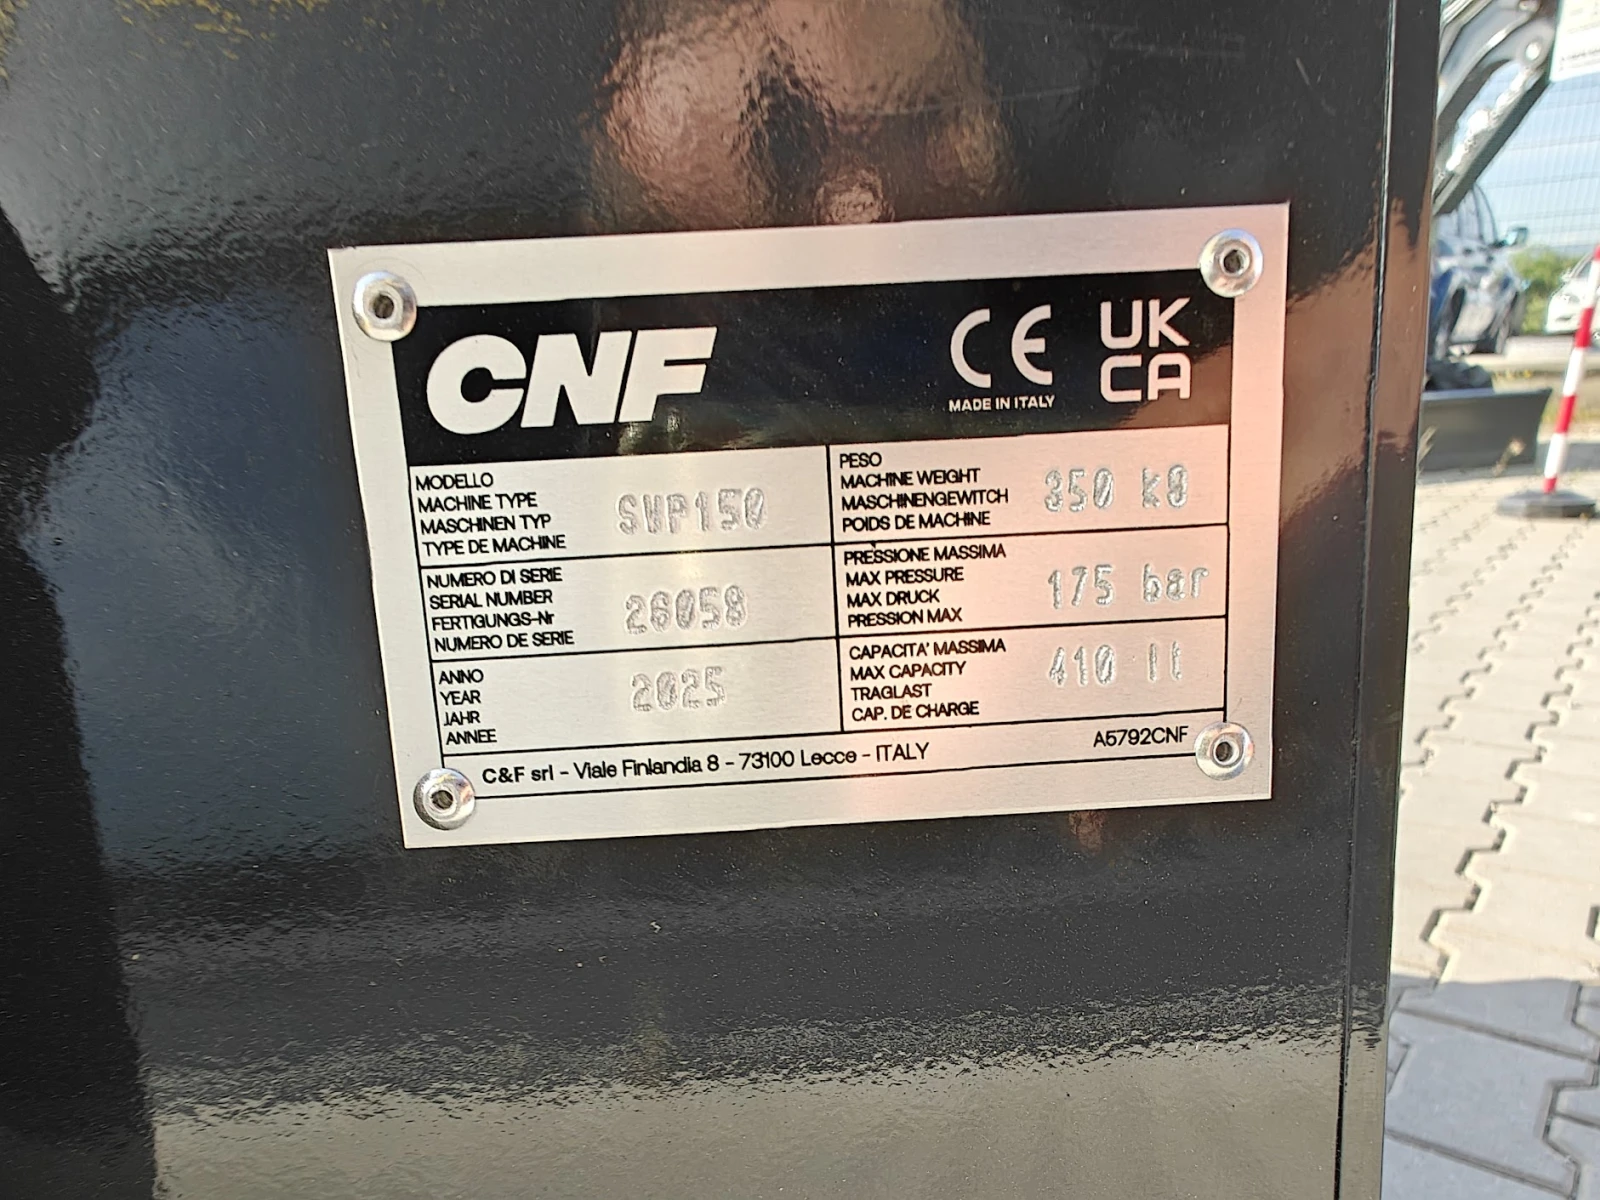 CNF
CE
MADE IN ITALY
UK
CA
MODELLO
MACHINE TYPE
MASCHINEN TYP
TYPE DE MACHINE
SWP150
PESO
MACHINE WEIGHT
MASCHINENGEWITCH
POIDS DE MACHINE
350 kg
NUMERO DI SERIE
SERIAL NUMBER
FERTIGUNGS-Nr
NUMERO DE SERIE
26058
PRESSIONE MASSIMA
MAX PRESSURE
MAX DRUCK
PRESSION MAX
175 bar
ANNO
YEAR
JAHR
ANNEE
2025
CAPACITA' MASSIMA
MAX CAPACITY
TRAGLAST
CAP. DE CHARGE
410 lt
C&F srl - Viale Finlandia 8 - 73100 Lecce - ITALY
A5792CNF